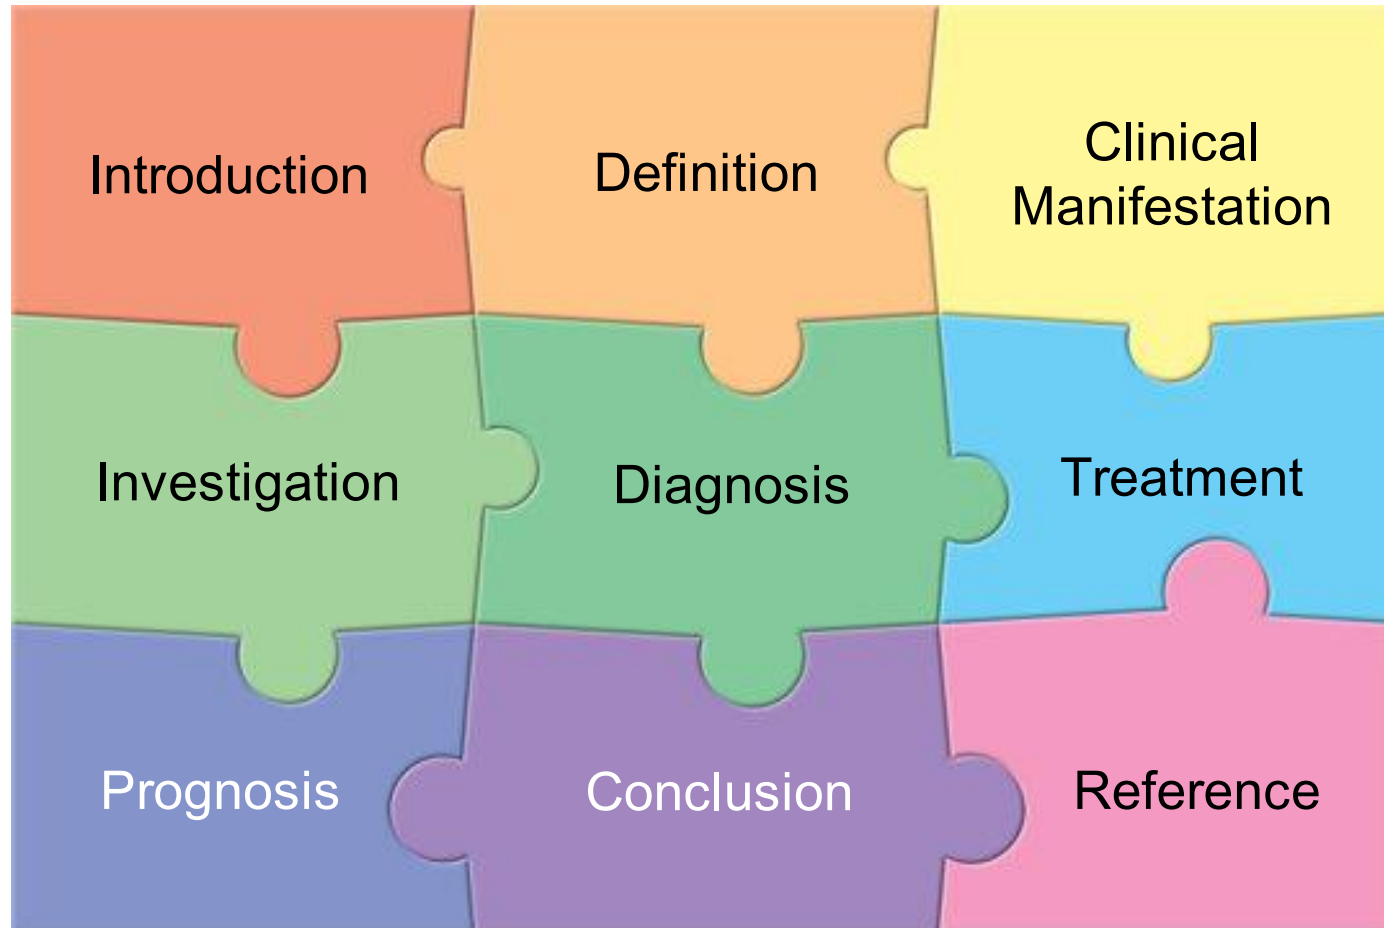 Introduction
Definition
Clinical
Manifestation
Investigation
Diagnosis
Treatment
Prognosis
Conclusion
Reference